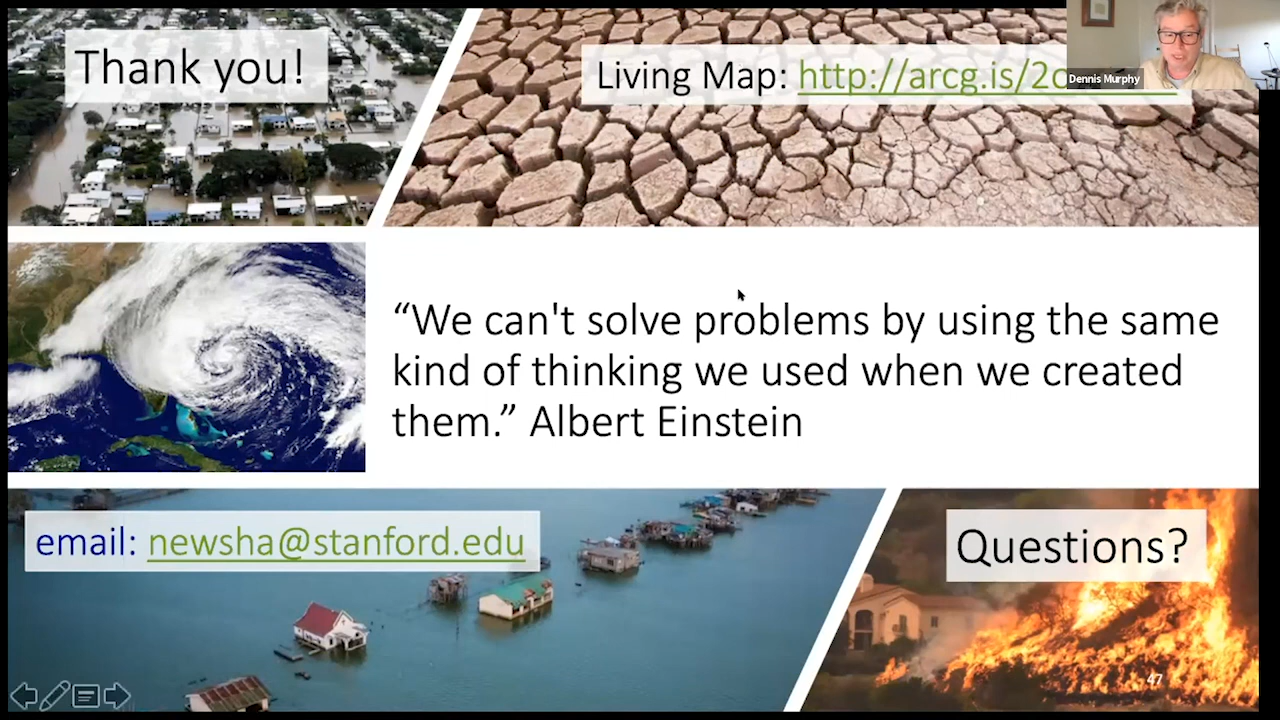 Thank you!
Living Map: http://arcg.is/2
Dennis Murphy
“We can't solve problems by using the same
kind of thinking we used when we created
them.” Albert Einstein
email: newsha@stanford.edu
Questions?
47